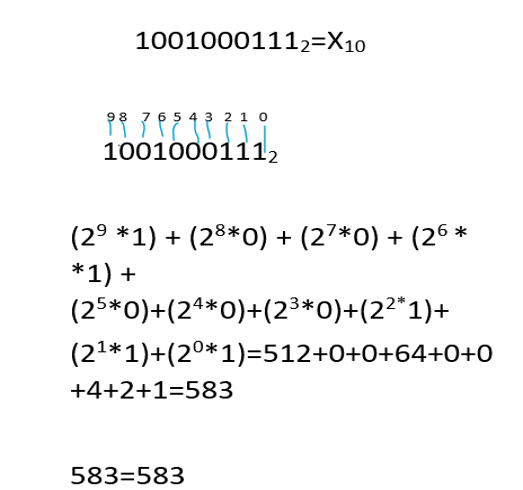 1001000111₂=X₁₀
98 7 6 5 4 3 2 1 0
1001000111₂
(2⁹ *1) + (2⁸*0) + (2⁷*0) + (2⁶ *
*1) +
(2⁵*0)+(2⁴*0)+(2³*0)+(2²*1)+
(2¹*1)+(2⁰*1)=512+0+0+64+0+0
+4+2+1=583
583=583